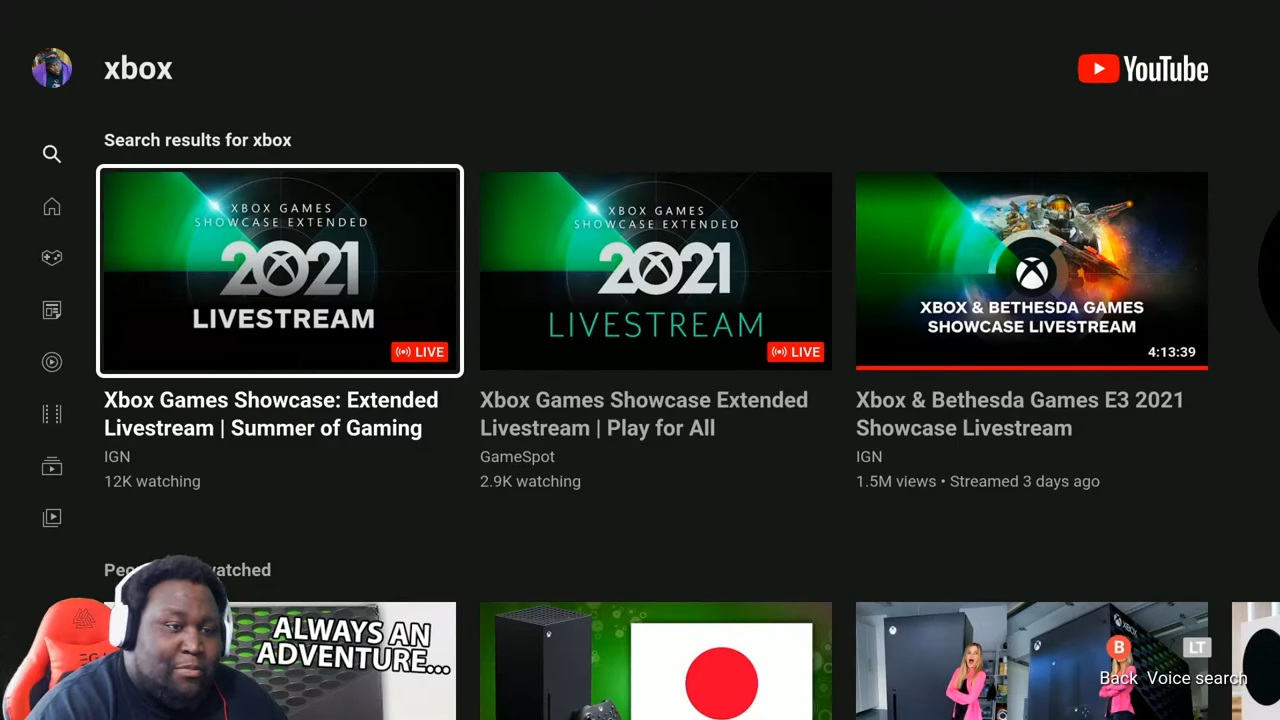 xbox
YouTube
Search results for xbox
XBOX GAMES
SHOWCASE EXTENDED
2021
LIVESTREAM
LIVE
XBOX GAMES
SHOWCASE EXTENDED
2021
LIVESTREAM
LIVE
XBOX & BETHESDA GAMES
SHOWCASE LIVESTREAM
4:13:39
Xbox Games Showcase: Extended
Livestream | Summer of Gaming
IGN
12K watching
Xbox Games Showcase Extended
Livestream | Play for All
GameSpot
2.9K watching
Xbox & Bethesda Games E3 2021
Showcase Livestream
IGN
1.5M views • Streamed 3 days ago
ALWAYS AN
ADVENTURE...
XBOX
B
LT
Back
Voice search